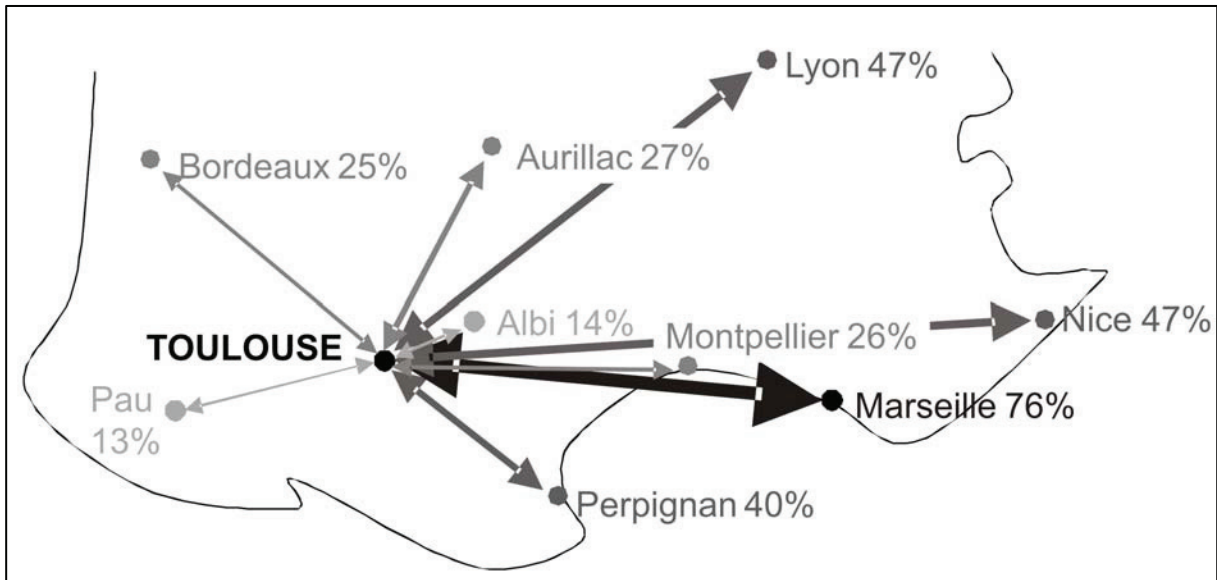 Lyon 47%
Bordeaux 25%
Aurillac 27%
Albi 14%
Montpellier 26%
Nice 47%
TOULOUSE
Pau
13%
Marseille 76%
Perpignan 40%